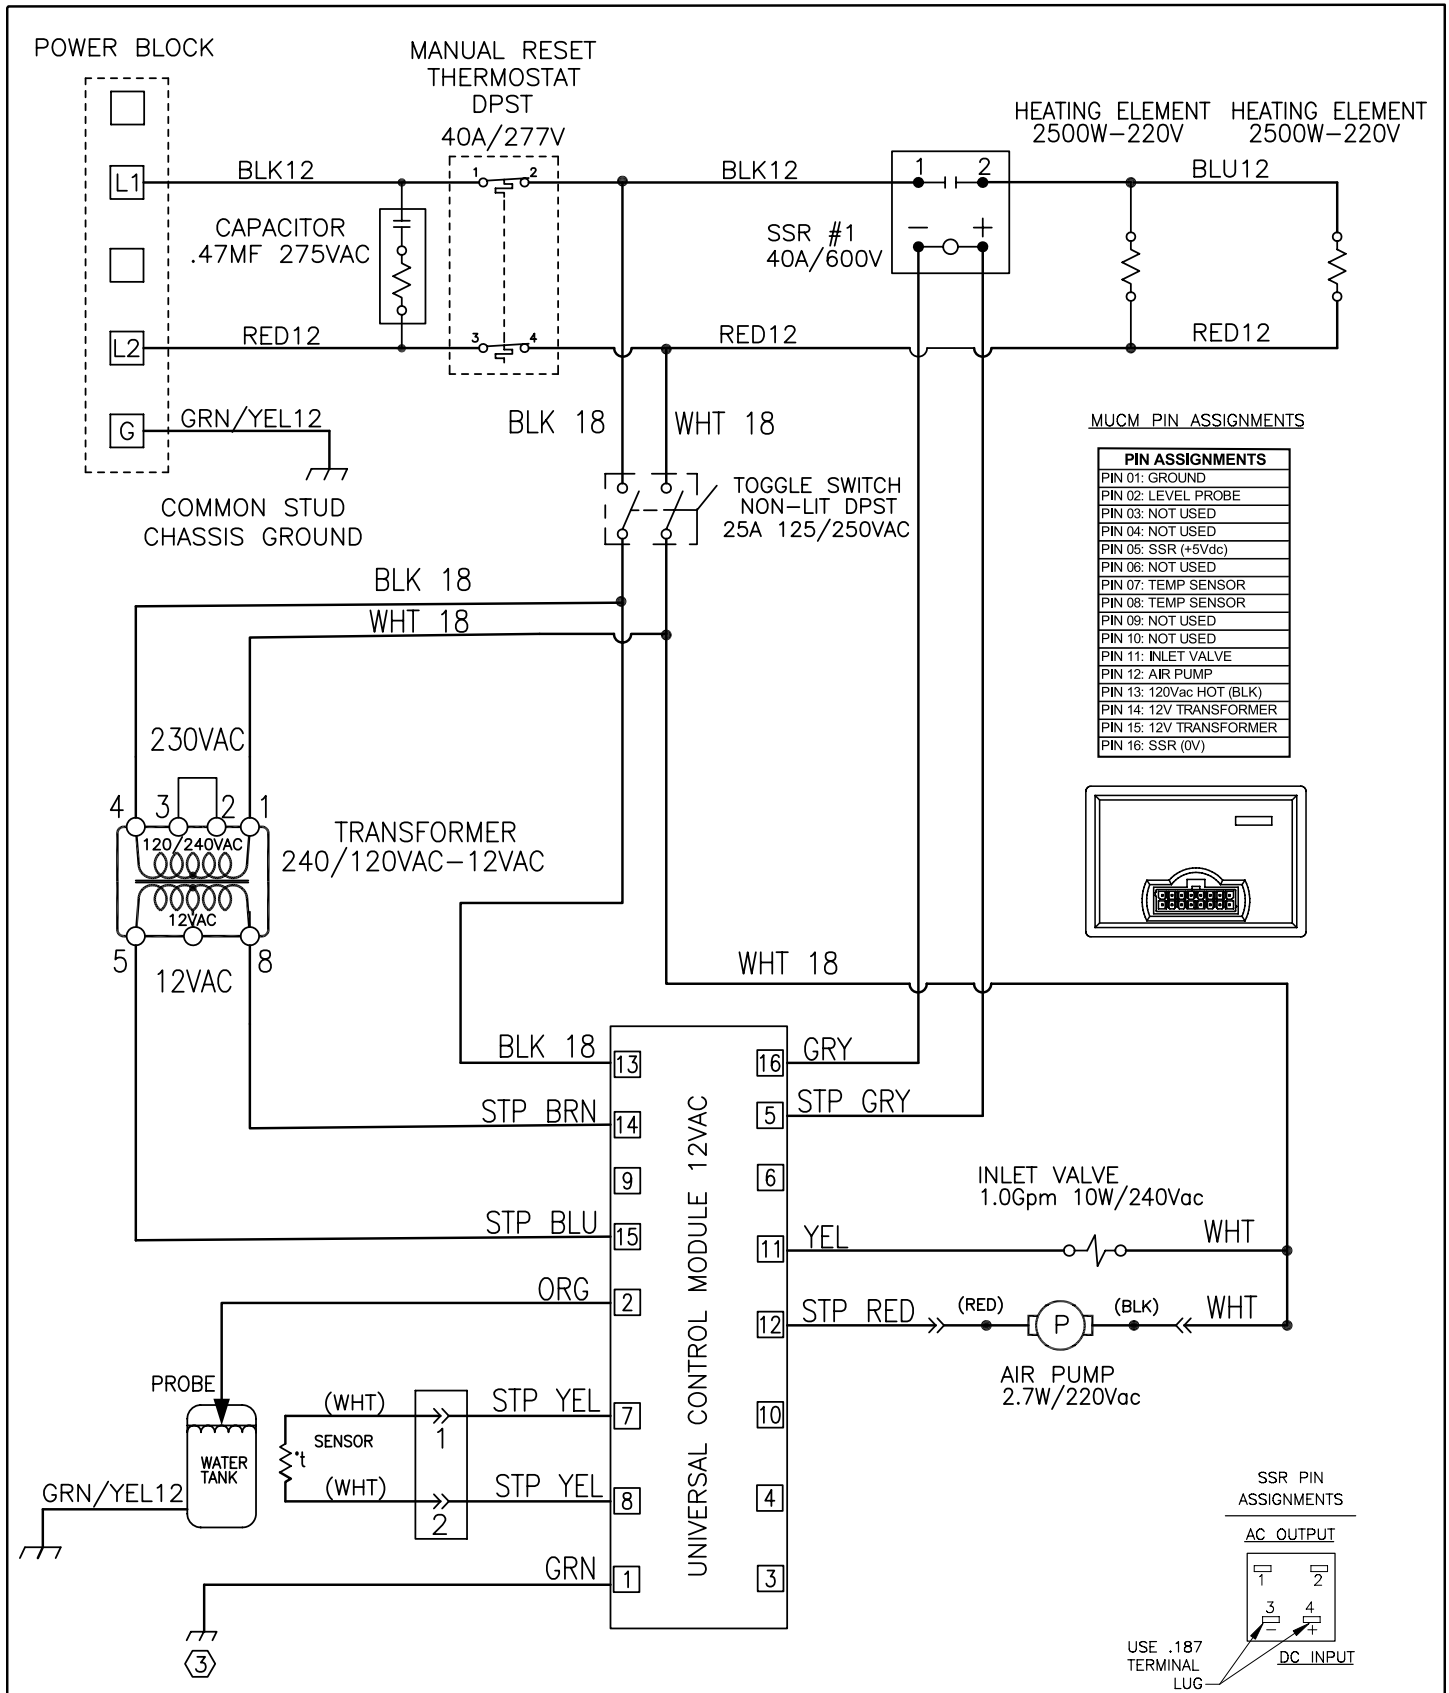 POWER BLOCK
MANUAL RESET
THERMOSTAT
DPST
40A/277V
HEATING ELEMENT
2500W-220V
HEATING ELEMENT
2500W-220V
L1
BLK12
1
2
BLK12
1
2
BLU12
CAPACITOR
.47MF 275VAC
SSR #1
40A/600V
-
+
L2
RED12
3
4
RED12
RED12
G
GRN/YEL12
COMMON STUD
CHASSIS GROUND
BLK 18
WHT 18
TOGGLE SWITCH
NON-LIT DPST
25A 125/250VAC
MUCM PIN ASSIGNMENTS
PIN ASSIGNMENTS
PIN 01: GROUND
PIN 02: LEVEL PROBE
PIN 03: NOT USED
PIN 04: NOT USED
PIN 05: SSR (+5Vdc)
PIN 06: NOT USED
PIN 07: TEMP SENSOR
PIN 08: TEMP SENSOR
PIN 09: NOT USED
PIN 10: NOT USED
PIN 11: INLET VALVE
PIN 12: AIR PUMP
PIN 13: 120Vac HOT (BLK)
PIN 14: 12V TRANSFORMER
PIN 15: 12V TRANSFORMER
PIN 16: SSR (0V)
BLK 18
WHT 18
230VAC
4
3
2
1
120/240VAC
12VAC
5
8
12VAC
TRANSFORMER
240/120VAC-12VAC
WHT 18
BLK 18
13
STP BRN
14
9
STP BLU
15
ORG
2
STP YEL
7
STP YEL
8
GRN
1
UNIVERSAL CONTROL MODULE 12VAC
16
GRY
5
STP GRY
6
11
YEL
12
STP RED
10
4
3
INLET VALVE
1.0Gpm 10W/240Vac
WHT
(RED)
P
(BLK)
WHT
AIR PUMP
2.7W/220Vac
PROBE
WATER
TANK
GRN/YEL12
(WHT)
SENSOR
°t
(WHT)
1
2
3
SSR PIN
ASSIGNMENTS
AC OUTPUT
1
2
3
4
-
+
DC INPUT
USE .187
TERMINAL
LUG